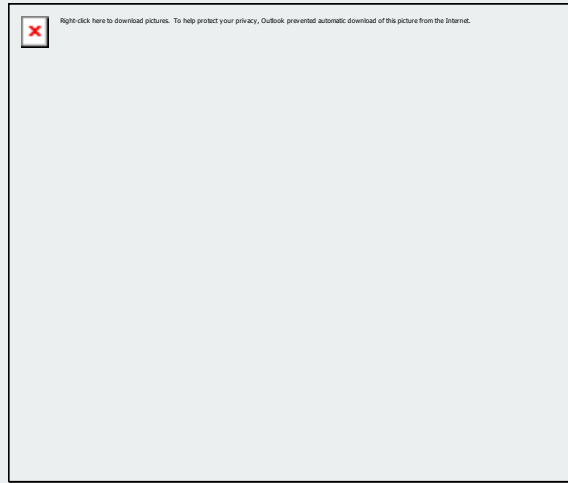 Right-click here to download pictures.  To help protect your privacy, Outlook prevented automatic download of this picture from the Internet.